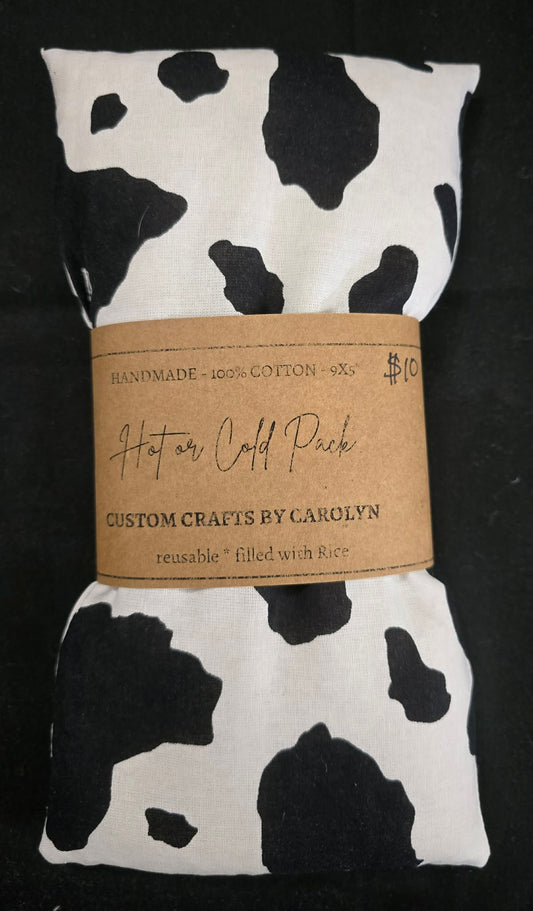 HANDMADE - 100% COTTON - 9X5" $10
Hot or Cold Pack
CUSTOM CRAFTS BY CAROLYN
reusable * filled with Rice